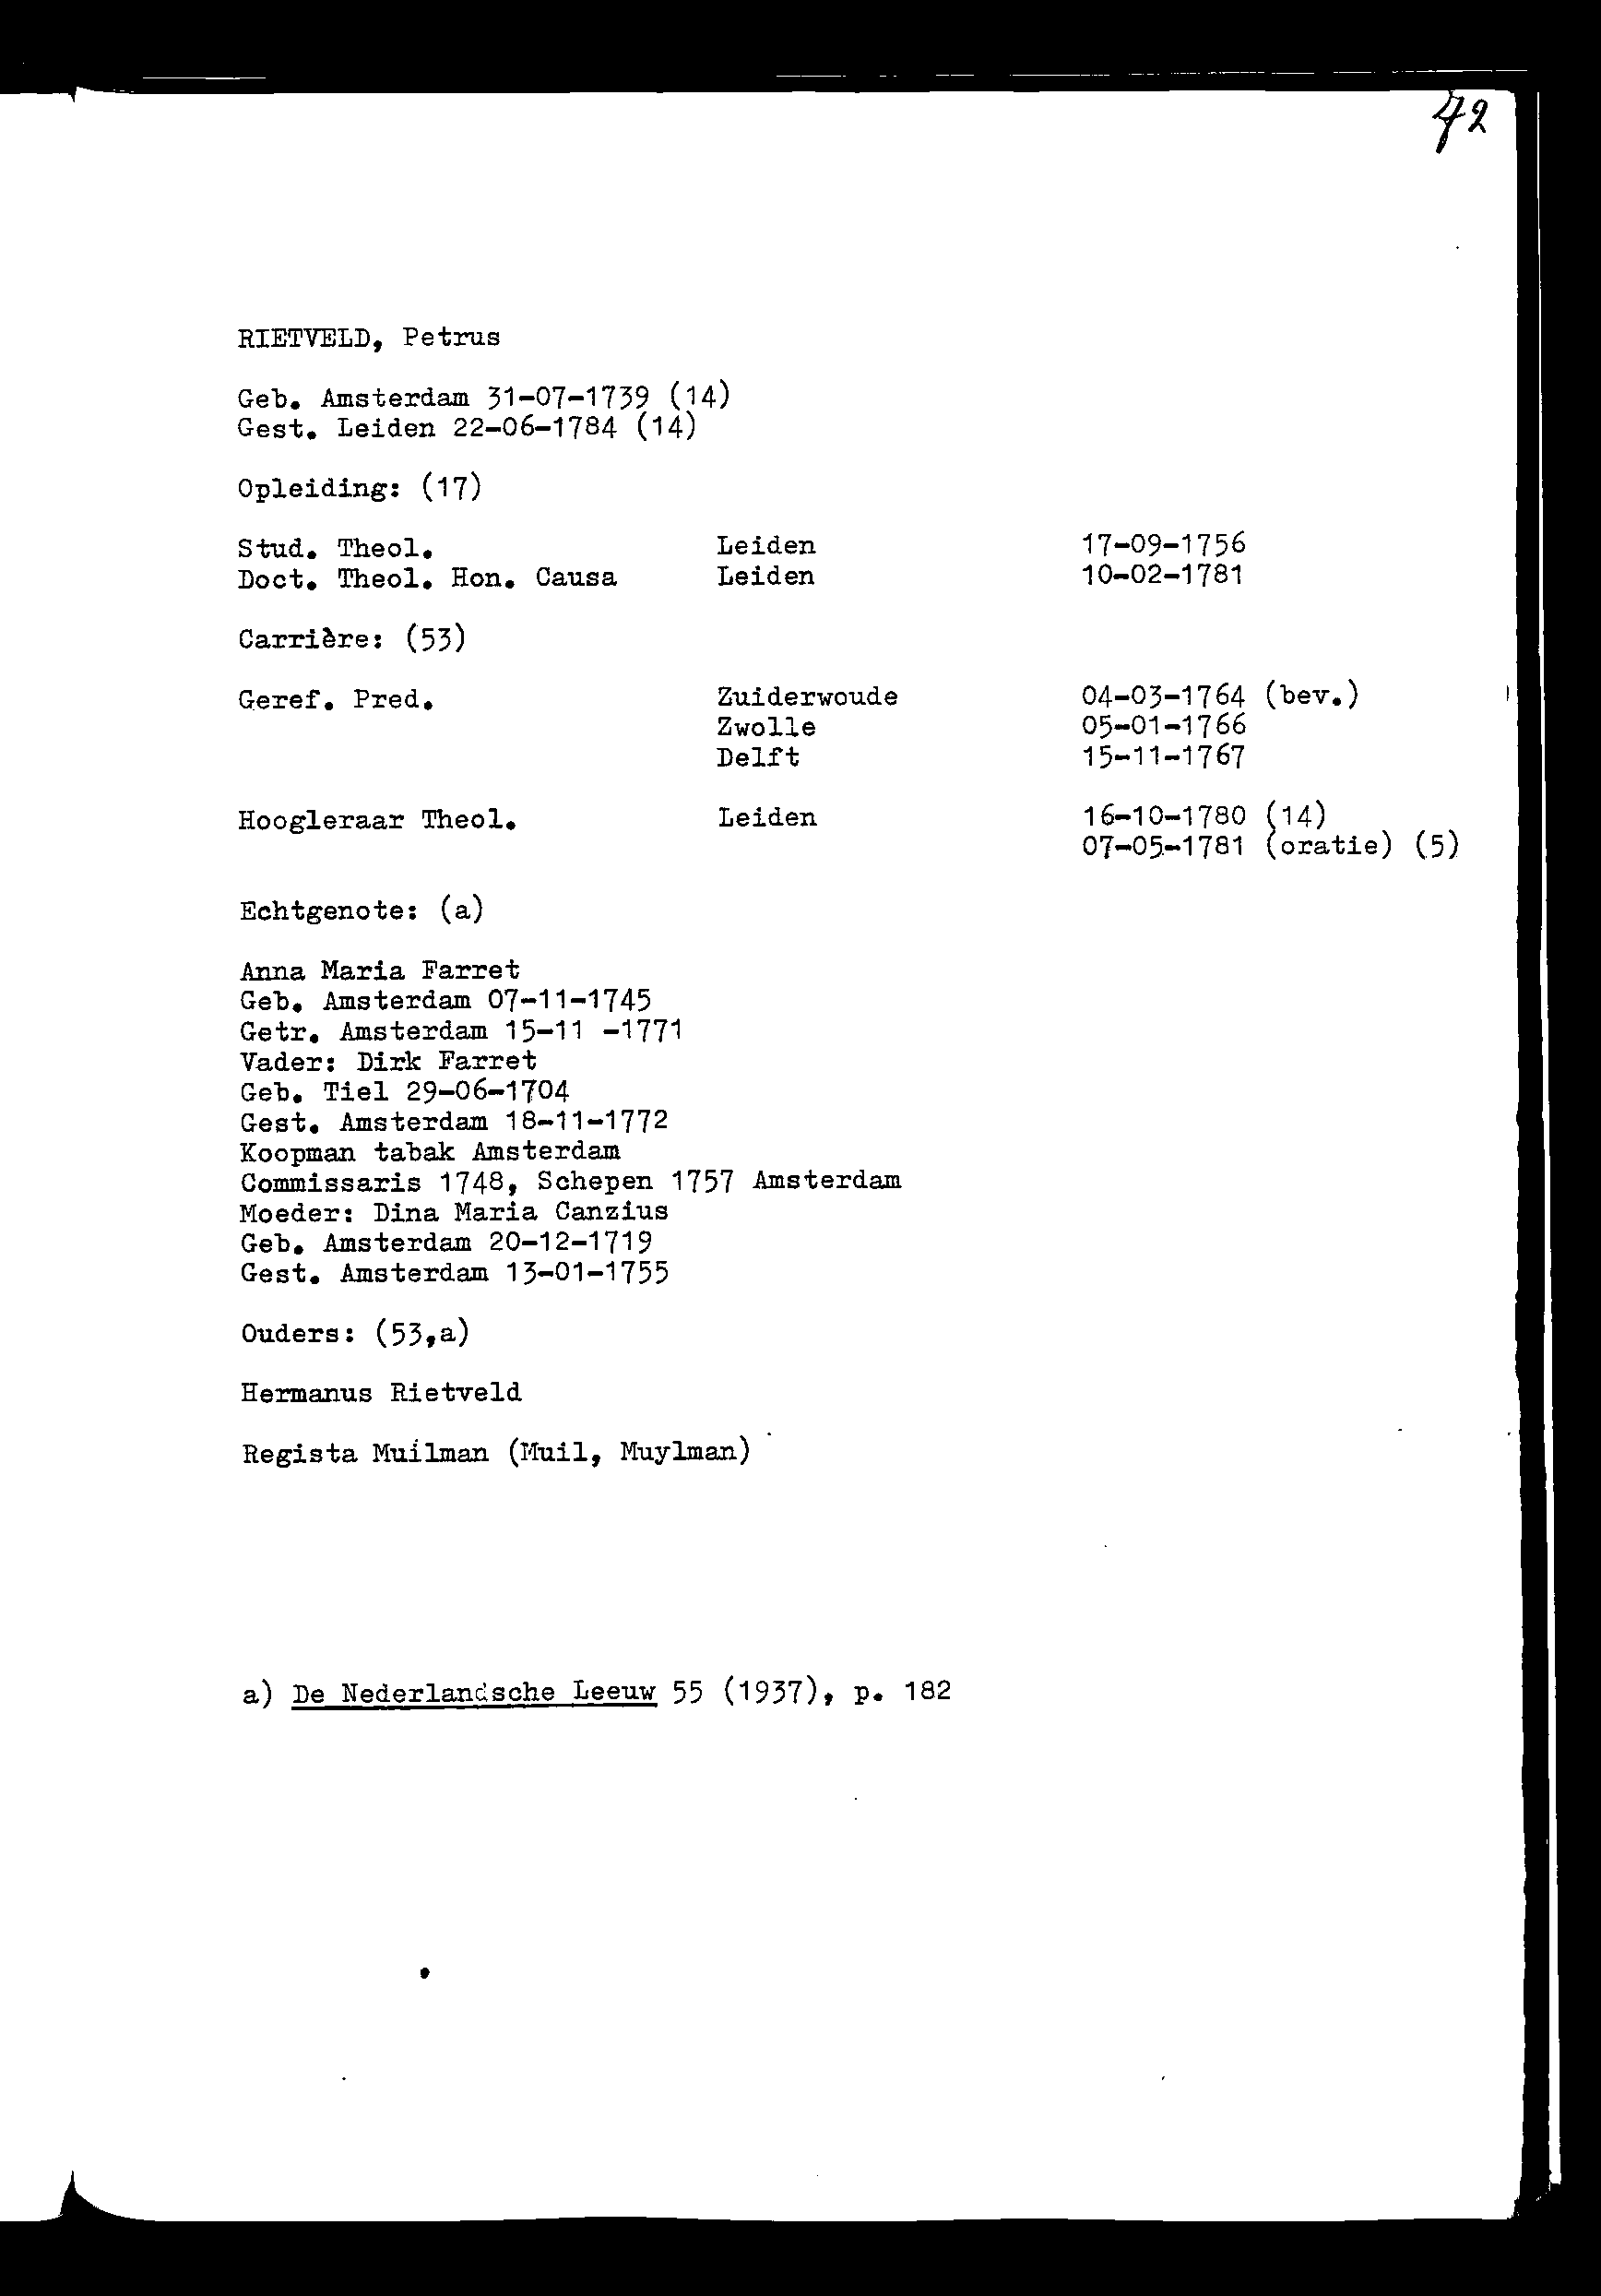 72
RIETVELD, Petrus
Geb. Amsterdam 31-07-1739 (14)
Gest. Leiden 22-06-1784 (14)
Opleiding: (17)
Stud. Theol. Leiden 17-09-1756
Doct. Theol. Hon. Causa Leiden 10-02-1781
Carrière: (53)
Geref. Pred. Zuiderwoude 04-03-1764 (bev.)
Zwolle 05-01-1766
Delft 15-11-1767
Hoogleraar Theol. Leiden 16-10-1780 (14)
07-05-1781 (oratie) (5)
Echtgenote: (a)
Anna Maria Farret
Geb. Amsterdam 07-11-1745
Getr. Amsterdam 15-11 -1771
Vader: Dirk Farret
Geb. Tiel 29-06-1704
Gest. Amsterdam 18-11-1772
Koopman tabak Amsterdam
Commissaris 1748, Schepen 1757 Amsterdam
Moeder: Dina Maria Canzius
Geb. Amsterdam 20-12-1719
Gest. Amsterdam 13-01-1755
Ouders: (53,a)
Hermanus Rietveld
Regista Muilman (Muil, Muylman)
a) De Nederlandsche Leeuw 55 (1937), p. 182